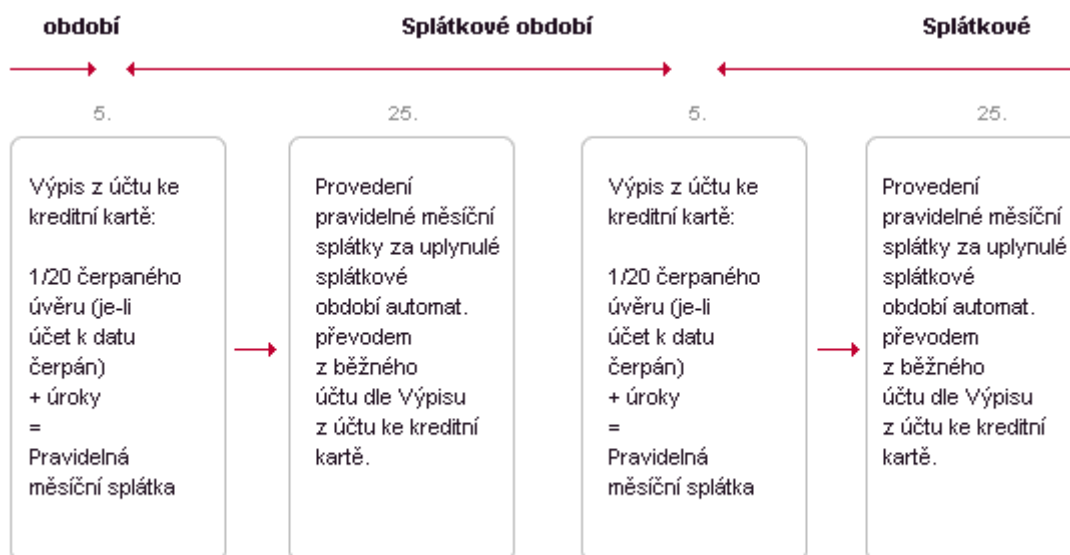 období
Splátkové období
Splátkové
5.
25.
5.
25.
Výpis z účtu ke
kreditní kartě:
1/20 čerpaného
úvěru (je-li
účet k datu
čerpán)
+ úroky
=
Pravidelná
měsíční splátka
Provedení
pravidelné měsíční
splátky za uplynulé
splátkové
období automat.
převodem
z běžného
účtu dle Výpisu
z účtu ke kreditní
kartě.
Výpis z účtu ke
kreditní kartě:
1/20 čerpaného
úvěru (je-li
účet k datu
čerpán)
+ úroky
=
Pravidelná
měsíční splátka
Provedení
pravidelné měsíční
splátky za uplynulé
splátkové
období automat.
převodem
z běžného
účtu dle Výpisu
z účtu ke kreditní
kartě.